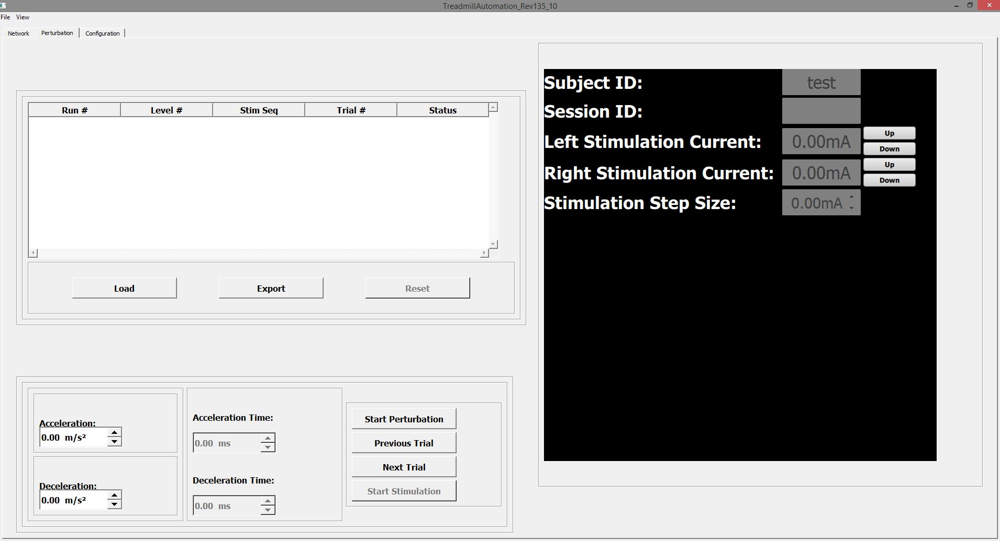 TreadmillAutomation_Rev135_10
File View
Network Perturbation Configuration
Run # Level # Stim Seq Trial # Status
Load Export Reset
Acceleration:
0.00 m/s²
Deceleration:
0.00 m/s²
Acceleration Time:
0.00 ms
Deceleration Time:
0.00 ms
Start Perturbation
Previous Trial
Next Trial
Start Stimulation
Subject ID: test
Session ID:
Left Stimulation Current: 0.00mA Up
Down
Right Stimulation Current: 0.00mA Up
Down
Stimulation Step Size: 0.00mA